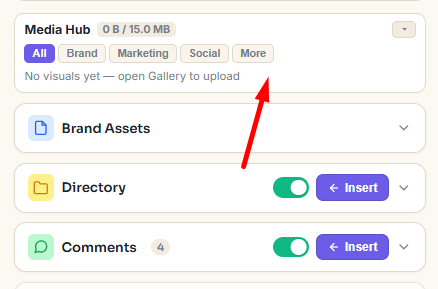 Media Hub 0 B / 15.0 MB
All Brand Marketing Social More
No visuals yet — open Gallery to upload
Brand Assets
Directory Insert
Comments 4 Insert